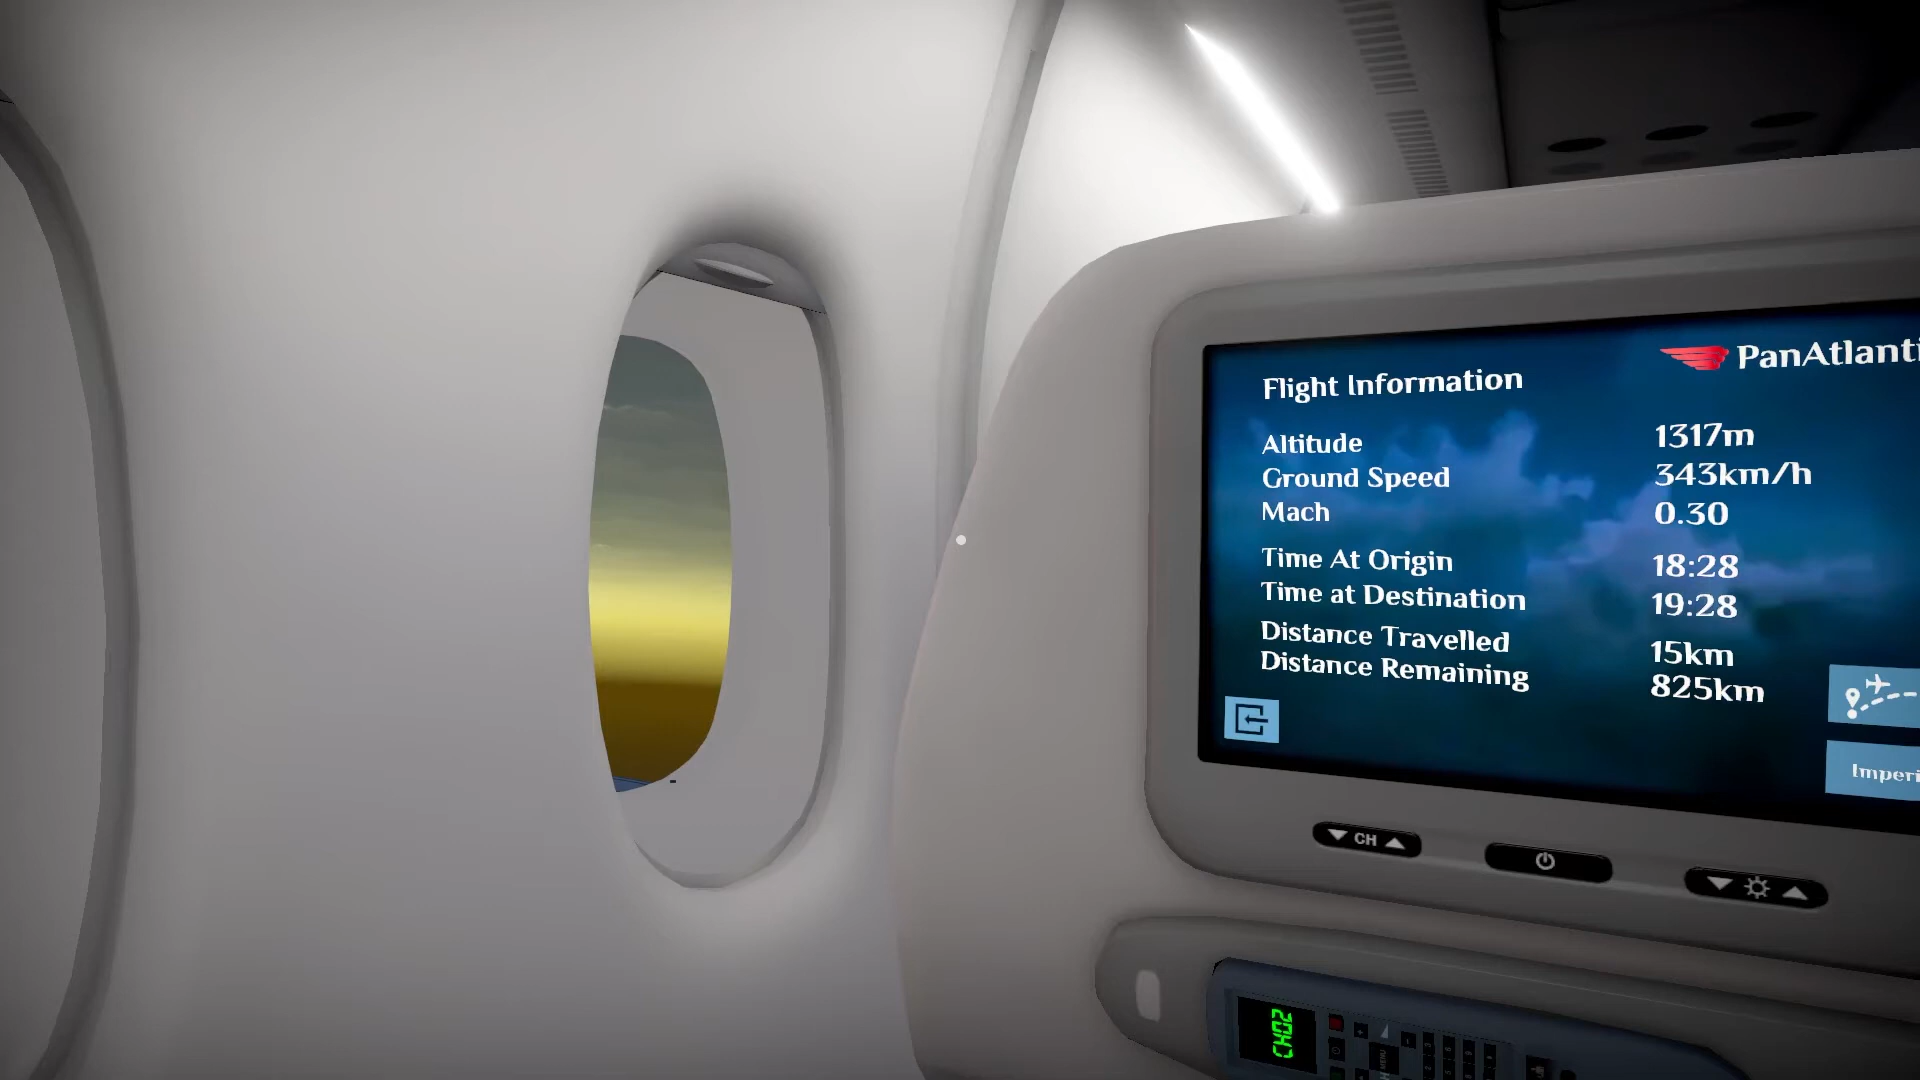 PanAtlanti
Flight Information
Altitude 1317m
Ground Speed 343km/h
Mach 0.30
Time At Origin 18:28
Time at Destination 19:28
Distance Travelled 15km
Distance Remaining 825km
Imperi
CH
CH02